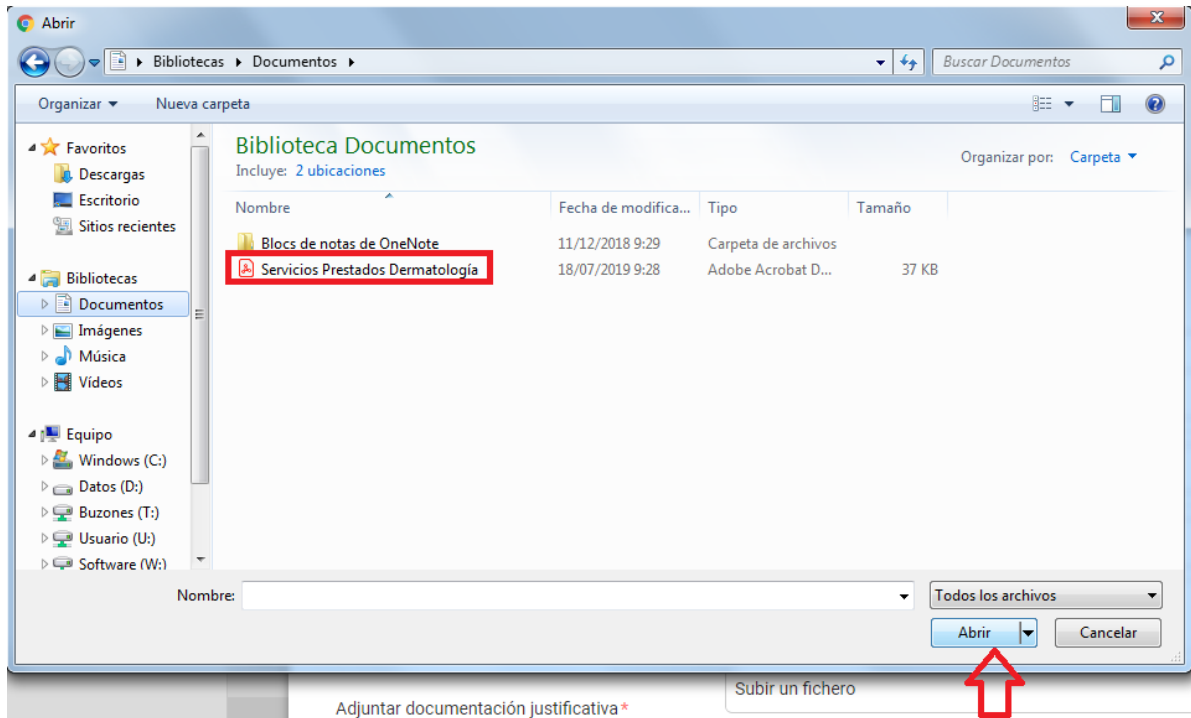 Abrir
Bibliotecas Documentos
Buscar Documentos
Organizar
Nueva carpeta
Favoritos
Descargas
Escritorio
Sitios recientes
Bibliotecas
Documentos
Imágenes
Música
Vídeos
Equipo
Windows (C:)
Datos (D:)
Buzones (T:)
Usuario (U:)
Software (W:)
Biblioteca Documentos
Incluye: 2 ubicaciones
Organizar por: Carpeta
Nombre Fecha de modifica... Tipo Tamaño
Blocs de notas de OneNote 11/12/2018 9:29 Carpeta de archivos
Servicios Prestados Dermatología 18/07/2019 9:28 Adobe Acrobat D... 37 KB
Nombre:
Todos los archivos
Abrir Cancelar
Subir un fichero
Adjuntar documentación justificativa*